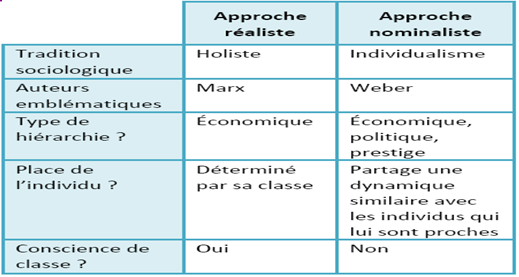 Approche réaliste
Approche nominaliste
Tradition sociologique
Holiste
Individualisme
Auteurs emblématiques
Marx
Weber
Type de hiérarchie ?
Économique
Économique, politique, prestige
Place de l'individu ?
Déterminé par sa classe
Partage une dynamique similaire avec les individus qui lui sont proches
Conscience de classe ?
Oui
Non